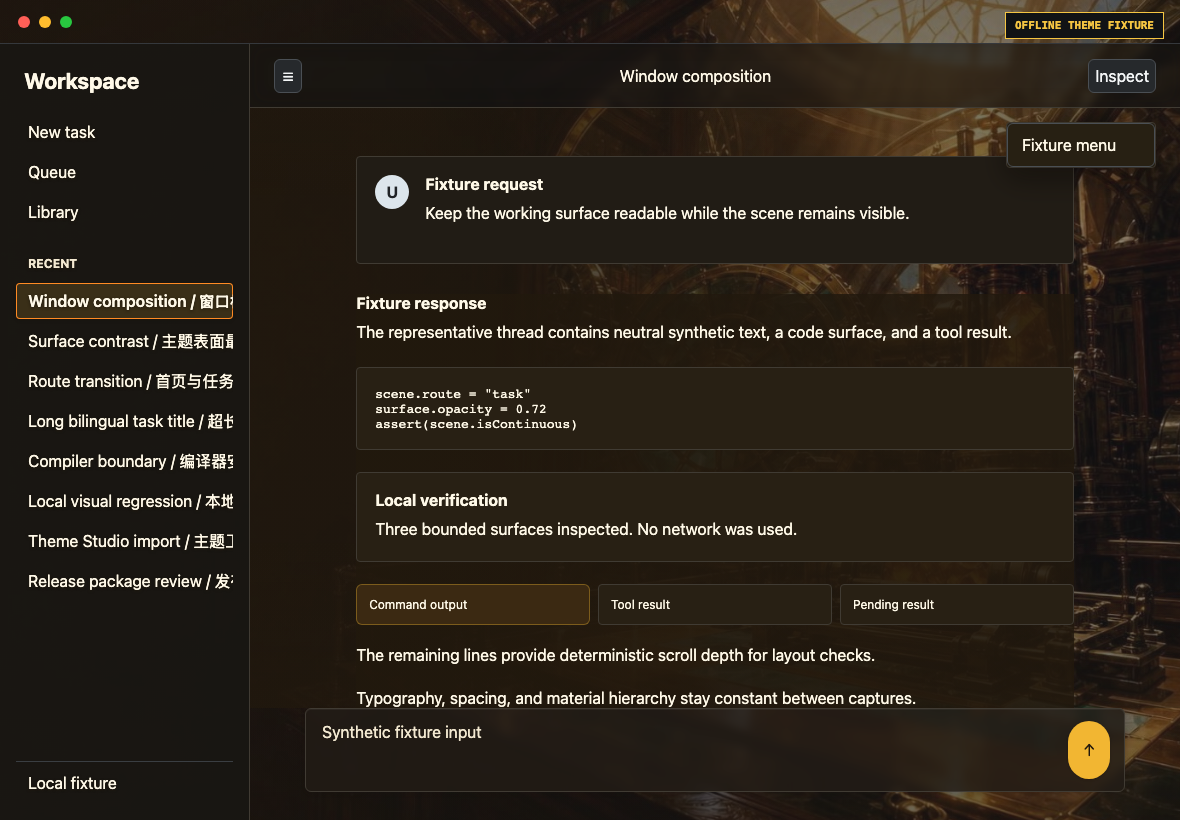 OFFLINE THEME FIXTURE
Workspace
Window composition
Inspect
New task
Queue
Library
Fixture menu
RECENT
Window composition / 窗口
Surface contrast / 主题表面
Route transition / 首页与任务
Long bilingual task title / 超长
Compiler boundary / 编译器
Local visual regression / 本地
Theme Studio import / 主题
Release package review / 发
Local fixture
U
Fixture request
Keep the working surface readable while the scene remains visible.
Fixture response
The representative thread contains neutral synthetic text, a code surface, and a tool result.
scene.route = "task"
surface.opacity = 0.72
assert(scene.isContinuous)
Local verification
Three bounded surfaces inspected. No network was used.
Command output
Tool result
Pending result
The remaining lines provide deterministic scroll depth for layout checks.
Typography, spacing, and material hierarchy stay constant between captures.
Synthetic fixture input